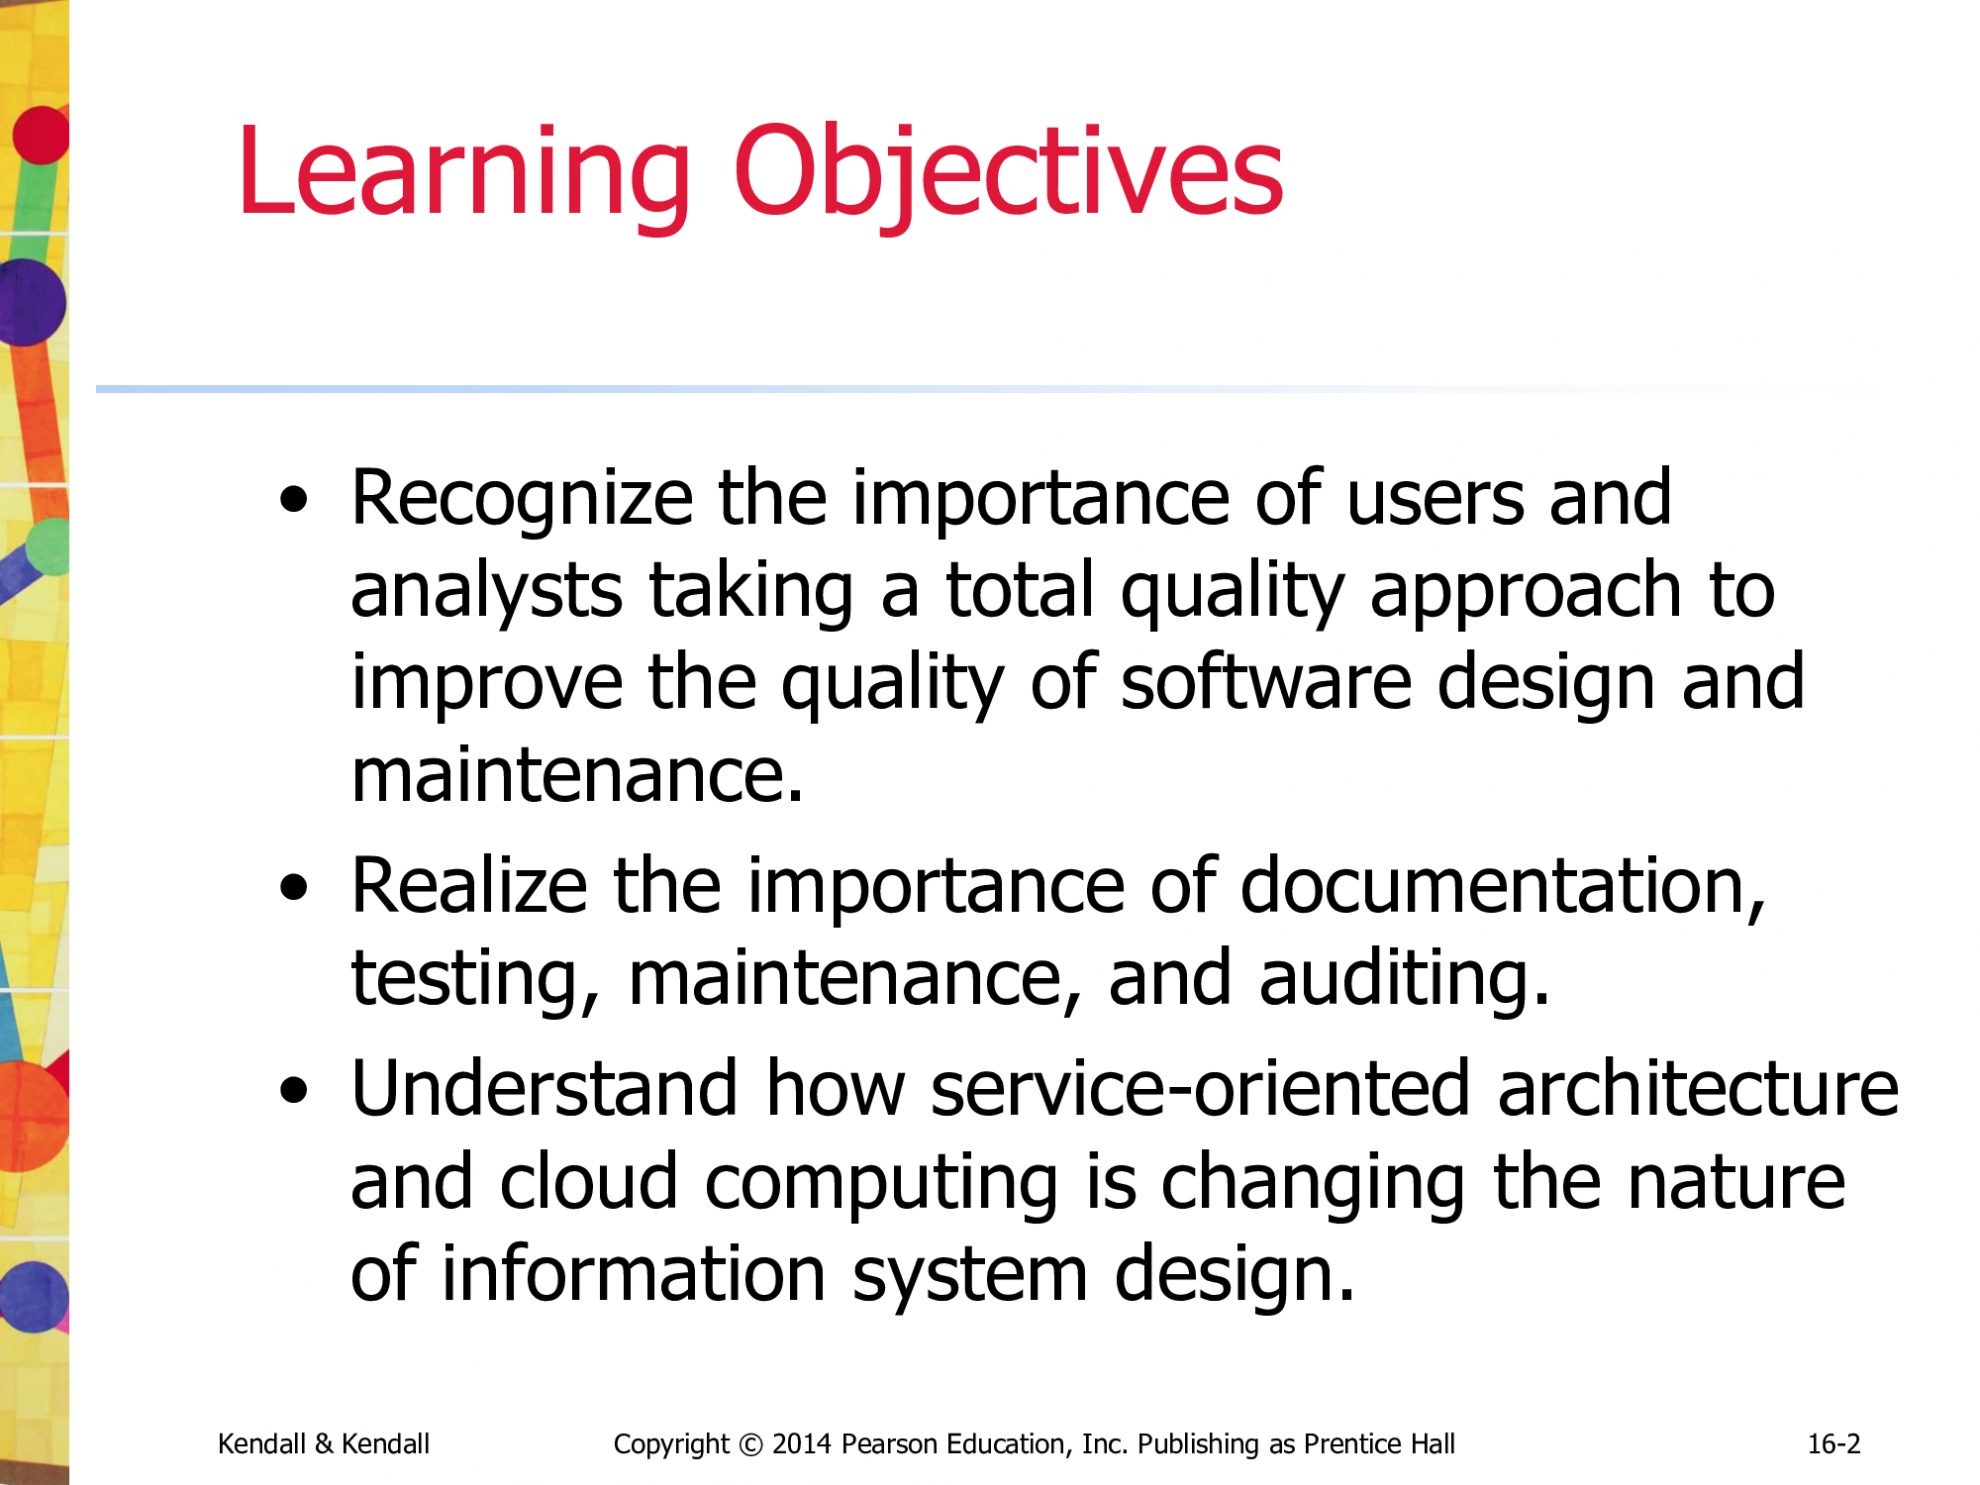 Learning Objectives
• Recognize the importance of users and
analysts taking a total quality approach to
improve the quality of software design and
maintenance.
• Realize the importance of documentation,
testing, maintenance, and auditing.
• Understand how service-oriented architecture
and cloud computing is changing the nature
of information system design.
Kendall & Kendall Copyright © 2014 Pearson Education, Inc. Publishing as Prentice Hall 16-2